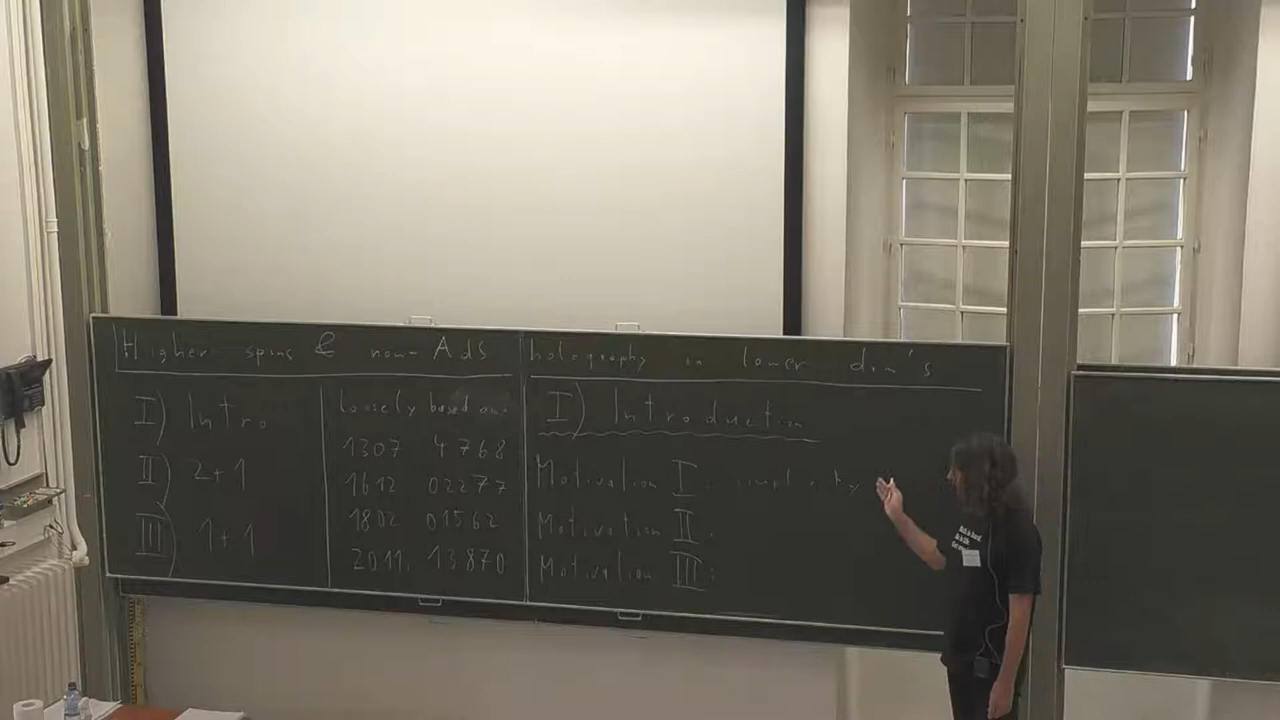 Higher spins & non-AdS holography in lower dim's
I) Intro
II) 2+1
III) 1+1
loosely based on:
1307 4768
1612 02277
1802 01562
2011. 13870
I) Introduction
Motivation I: simplicity
Motivation II:
Motivation III: